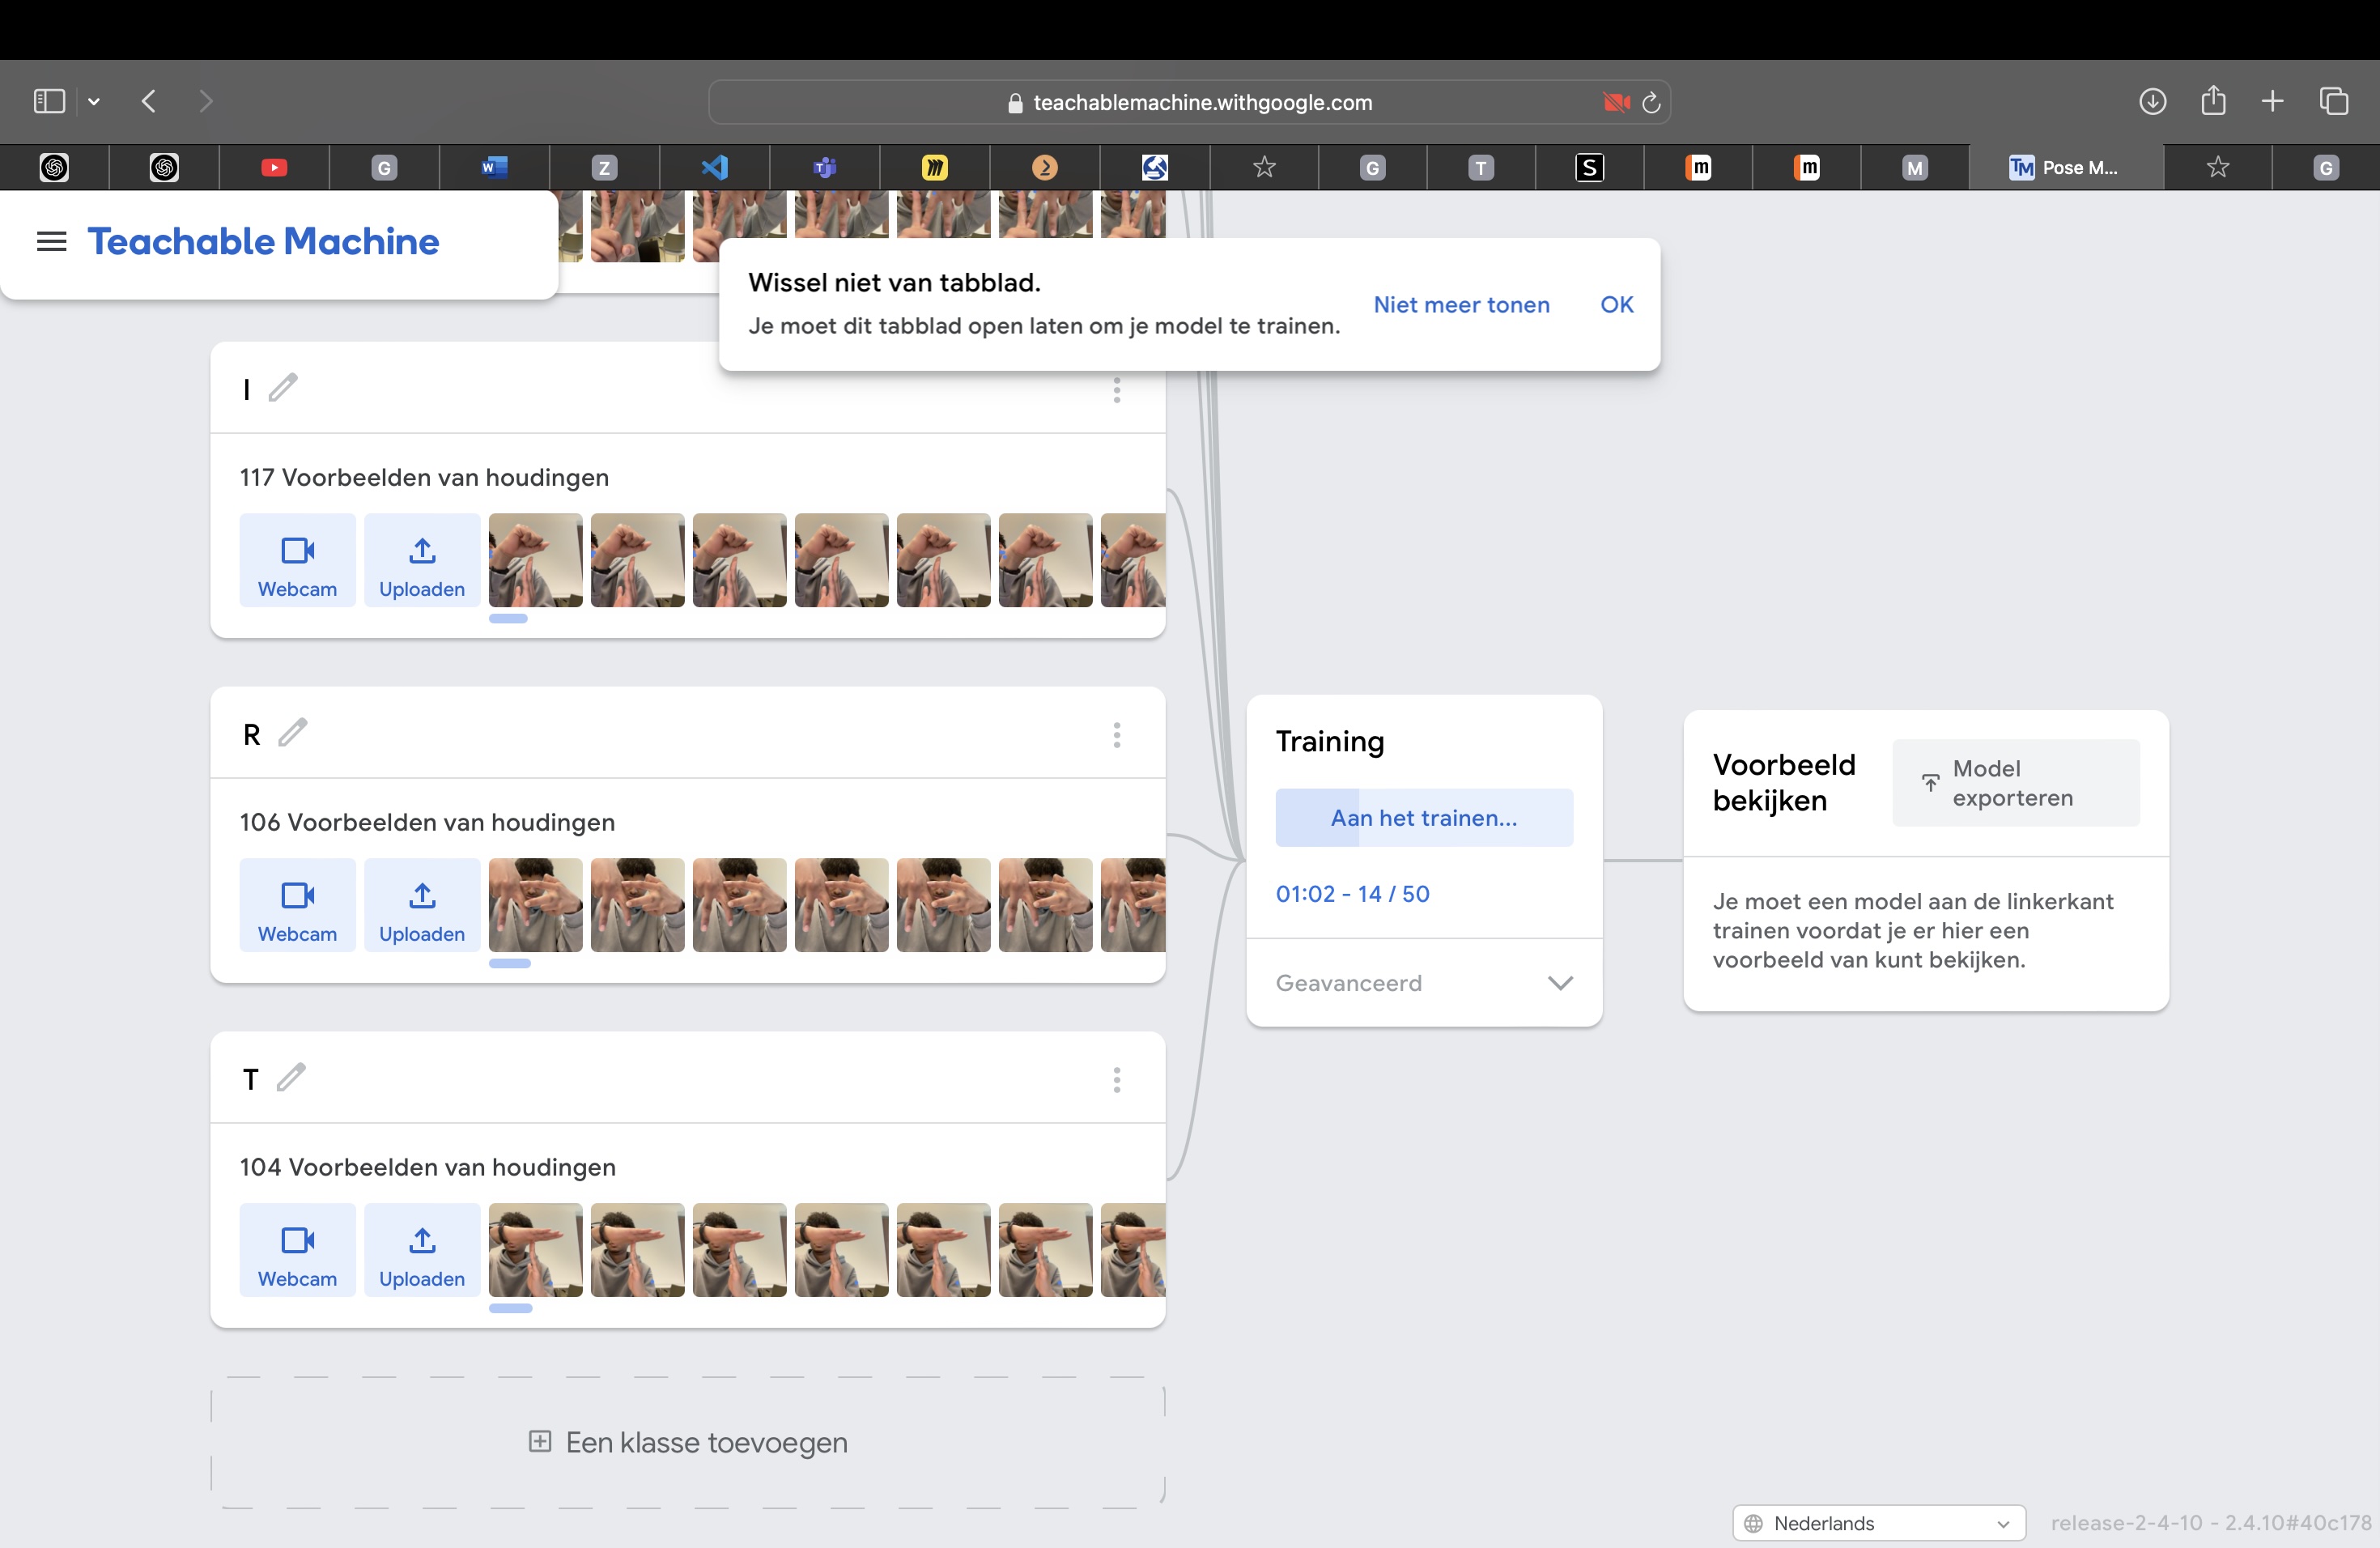 teachablemachine.withgoogle.com
G
W
Z
T
G
T
S
m
m
M
TM Pose M...
G
Teachable Machine
Wissel niet van tabblad.
Je moet dit tabblad open laten om je model te trainen.
Niet meer tonen
OK
I
117 Voorbeelden van houdingen
Webcam
Uploaden
R
106 Voorbeelden van houdingen
Webcam
Uploaden
T
104 Voorbeelden van houdingen
Webcam
Uploaden
Een klasse toevoegen
Training
Aan het trainen...
01:02 - 14 / 50
Geavanceerd
Voorbeeld
bekijken
Model
exporteren
Je moet een model aan de linkerkant
trainen voordat je er hier een
voorbeeld van kunt bekijken.
Nederlands
release-2-4-10 - 2.4.10#40c178